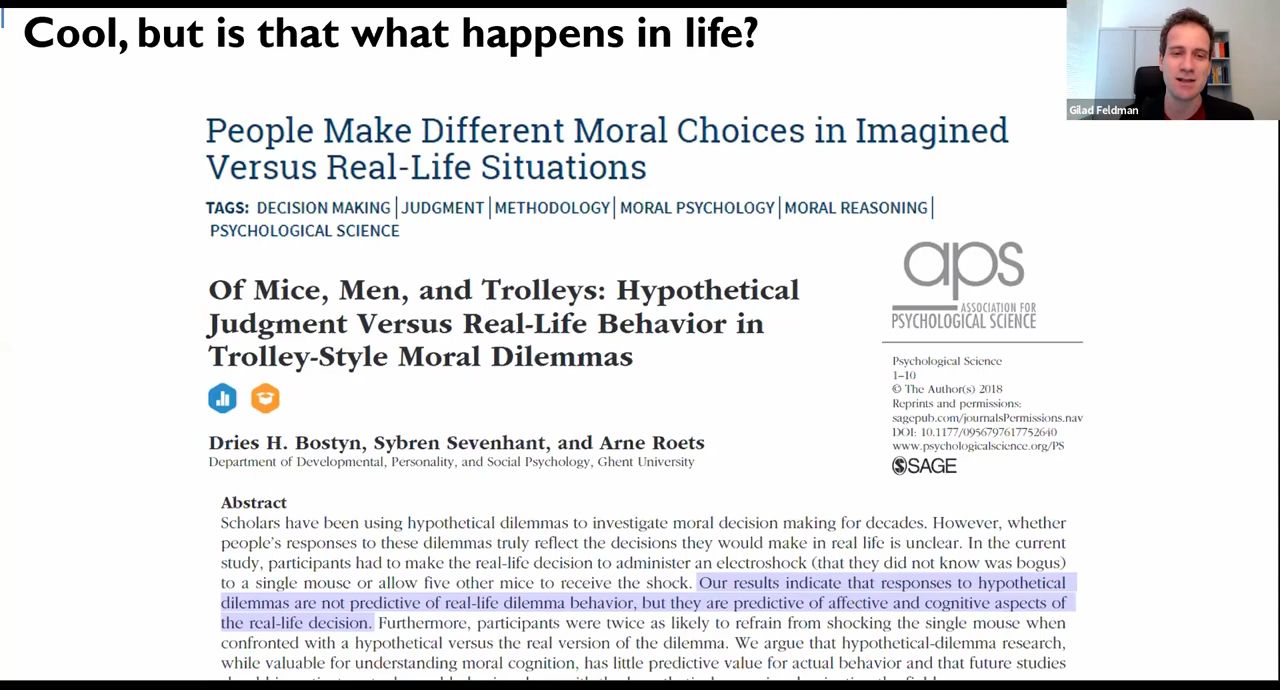 Cool, but is that what happens in life?
Gilad Feldman
People Make Different Moral Choices in Imagined
Versus Real-Life Situations
TAGS: DECISION MAKING | JUDGMENT | METHODOLOGY | MORAL PSYCHOLOGY | MORAL REASONING |
PSYCHOLOGICAL SCIENCE
Of Mice, Men, and Trolleys: Hypothetical
Judgment Versus Real-Life Behavior in
Trolley-Style Moral Dilemmas
aps
ASSOCIATION FOR
PSYCHOLOGICAL SCIENCE
Psychological Science
1–10
© The Author(s) 2018
Reprints and permissions:
sagepub.com/journalsPermissions.nav
DOI: 10.1177/0956797617752640
www.psychologicalscience.org/PS
SAGE
Dries H. Bostyn, Sybren Sevenhant, and Arne Roets
Department of Developmental, Personality, and Social Psychology, Ghent University
Abstract
Scholars have been using hypothetical dilemmas to investigate moral decision making for decades. However, whether
people's responses to these dilemmas truly reflect the decisions they would make in real life is unclear. In the current
study, participants had to make the real-life decision to administer an electroshock (that they did not know was bogus)
to a single mouse or allow five other mice to receive the shock. Our results indicate that responses to hypothetical
dilemmas are not predictive of real-life dilemma behavior, but they are predictive of affective and cognitive aspects of
the real-life decision. Furthermore, participants were twice as likely to refrain from shocking the single mouse when
confronted with a hypothetical versus the real version of the dilemma. We argue that hypothetical-dilemma research,
while valuable for understanding moral cognition, has little predictive value for actual behavior and that future studies